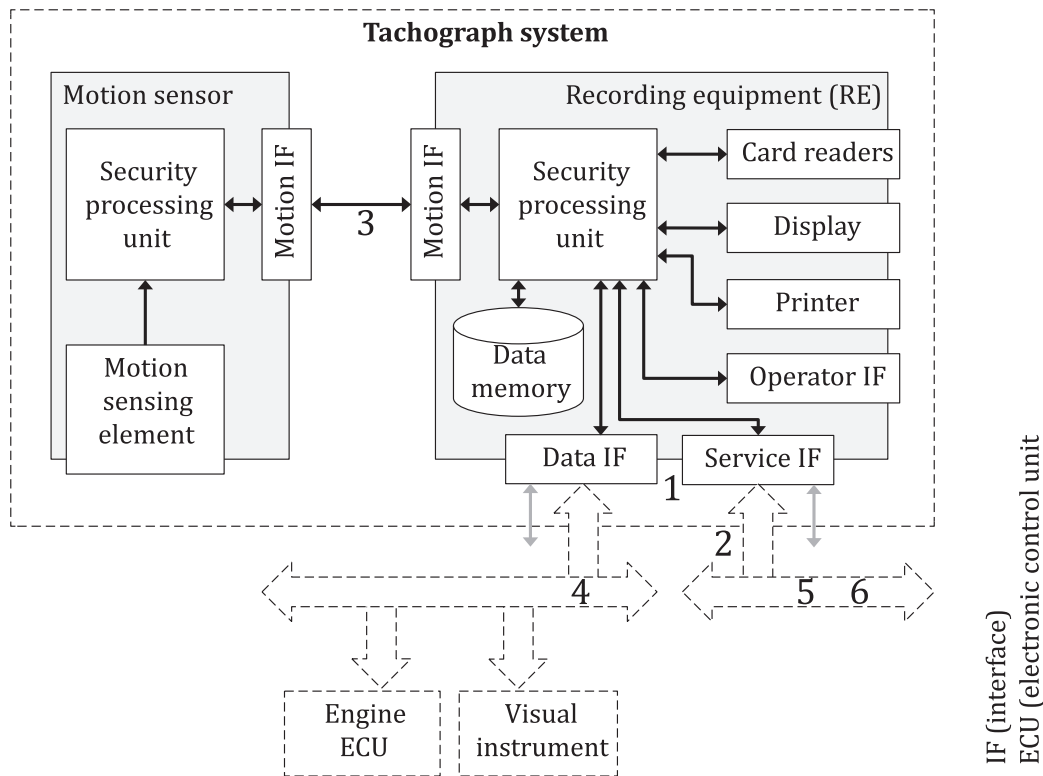 Tachograph system
Motion sensor
Recording equipment (RE)
Security
processing
unit
Motion IF
3
Motion IF
Security
processing
unit
Card readers
Display
Printer
Operator IF
Motion
sensing
element
Data
memory
Data IF
1
Service IF
2
4
5 6
Engine
ECU
Visual
instrument
IF (interface)
ECU (electronic control unit